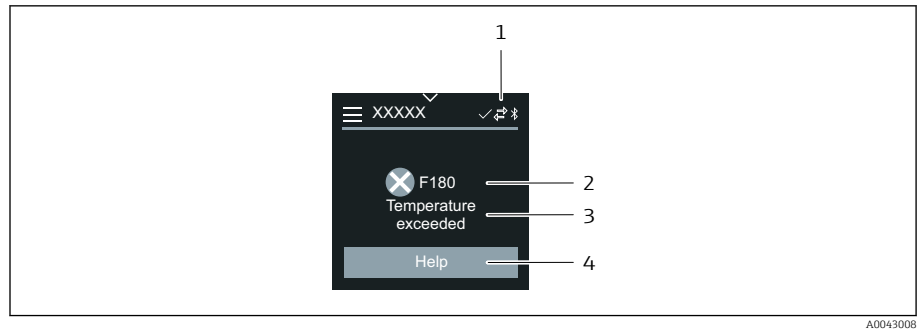 1
XXXXX
F180
2
Temperature
exceeded
3
Help
4
A0043008